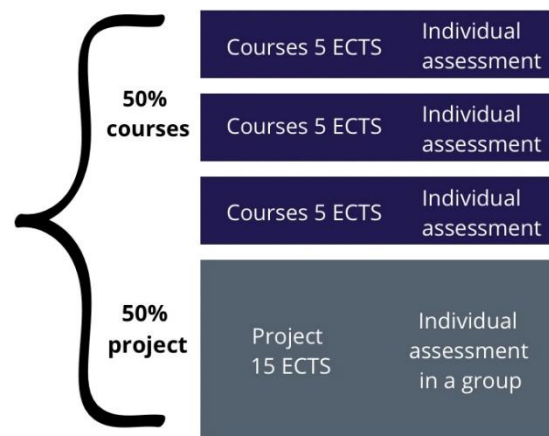 Courses 5 ECTS
Individual
assessment
50%
courses
Courses 5 ECTS
Individual
assessment
Courses 5 ECTS
Individual
assessment
50%
project
Project
15 ECTS
Individual
assessment
in a group